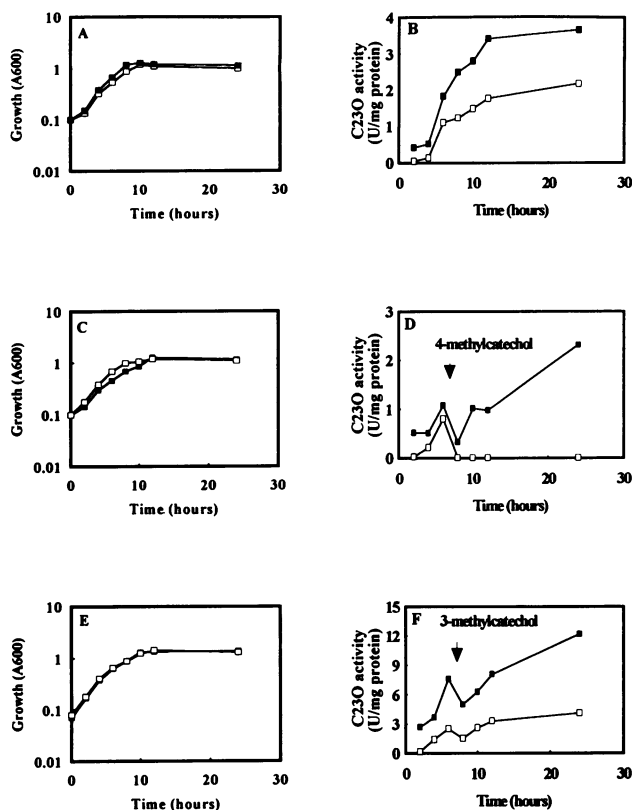 A
Growth (A600)
10
1
0.1
0.01
0
10
20
30
Time (hours)
B
C23O activity
(U/mg protein)
4
3
2
1
0
0
10
20
30
Time (hours)
C
Growth (A600)
10
1
0.1
0.01
0
10
20
30
Time (hours)
D
4-methylcatechol
C23O activity
(U/mg protein)
3
2
1
0
0
10
20
30
Time (hours)
E
Growth (A600)
10
1
0.1
0.01
0
10
20
30
Time (hours)
F
3-methylcatechol
C23O activity
(U/mg protein)
15
12
9
6
3
0
0
10
20
30
Time (hours)